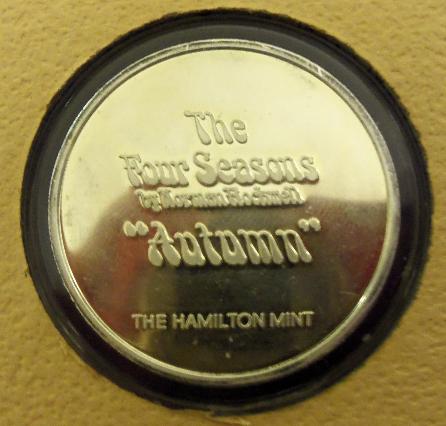 The
Four Seasons
by Norman Rockwell
"Autumn"
THE HAMILTON MINT